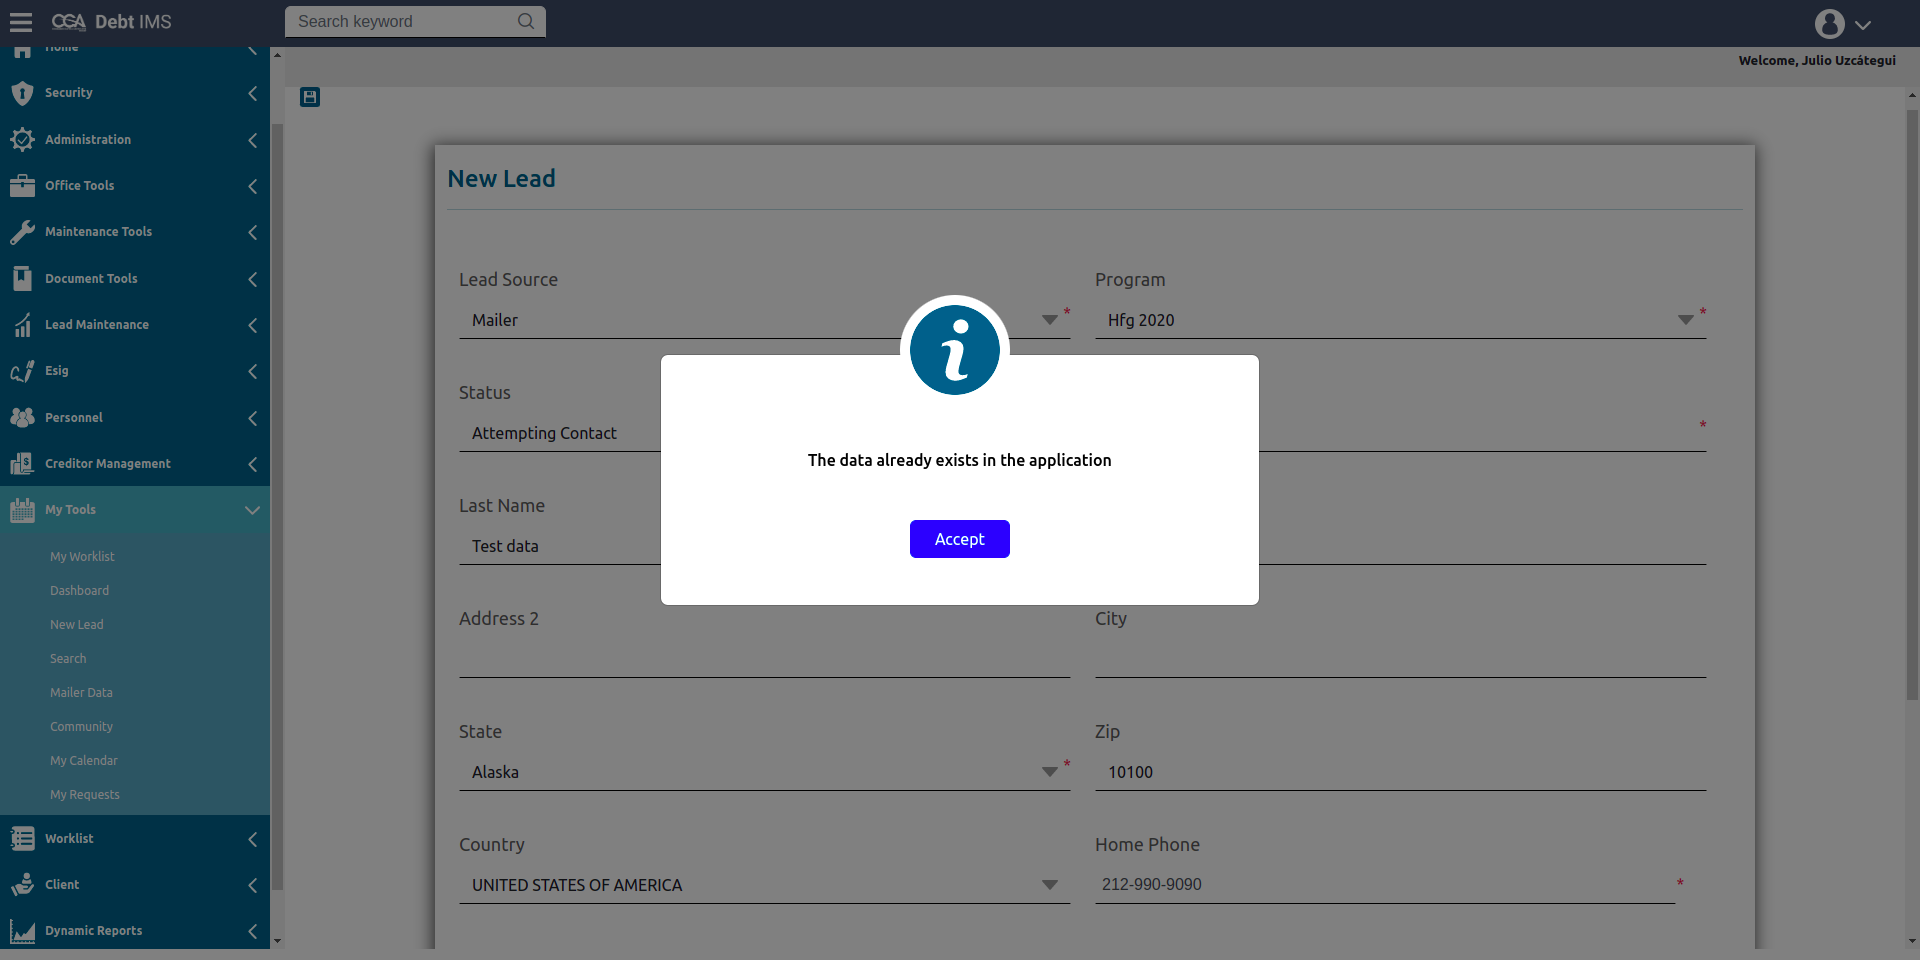 CGA Debt IMS
Search keyword
Welcome, Julio Uzcátegui
Home
Security
Administration
Office Tools
Maintenance Tools
Document Tools
Lead Maintenance
Esig
Personnel
Creditor Management
My Tools
My Worklist
Dashboard
New Lead
Search
Mailer Data
Community
My Calendar
My Requests
Worklist
Client
Dynamic Reports
New Lead
Lead Source
Mailer *
Program
Hfg 2020 *
Status
Attempting Contact
*
Last Name
Test data
Address 2
City
State
Alaska *
Zip
10100
Country
UNITED STATES OF AMERICA
Home Phone
212-990-9090 *
i
The data already exists in the application
Accept